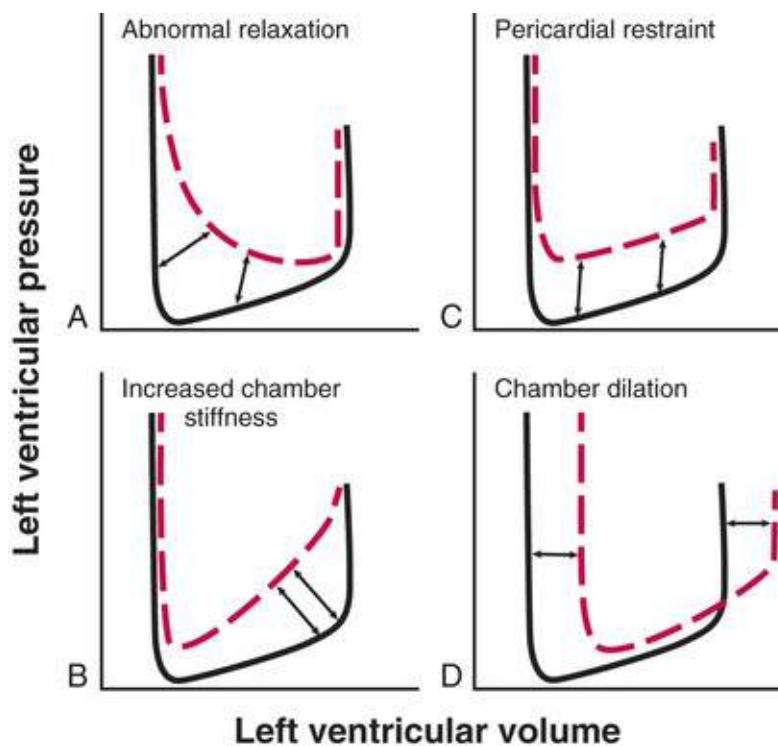 Abnormal relaxation
A
Pericardial restraint
C
Increased chamber
stiffness
B
Chamber dilation
D
Left ventricular pressure
Left ventricular volume